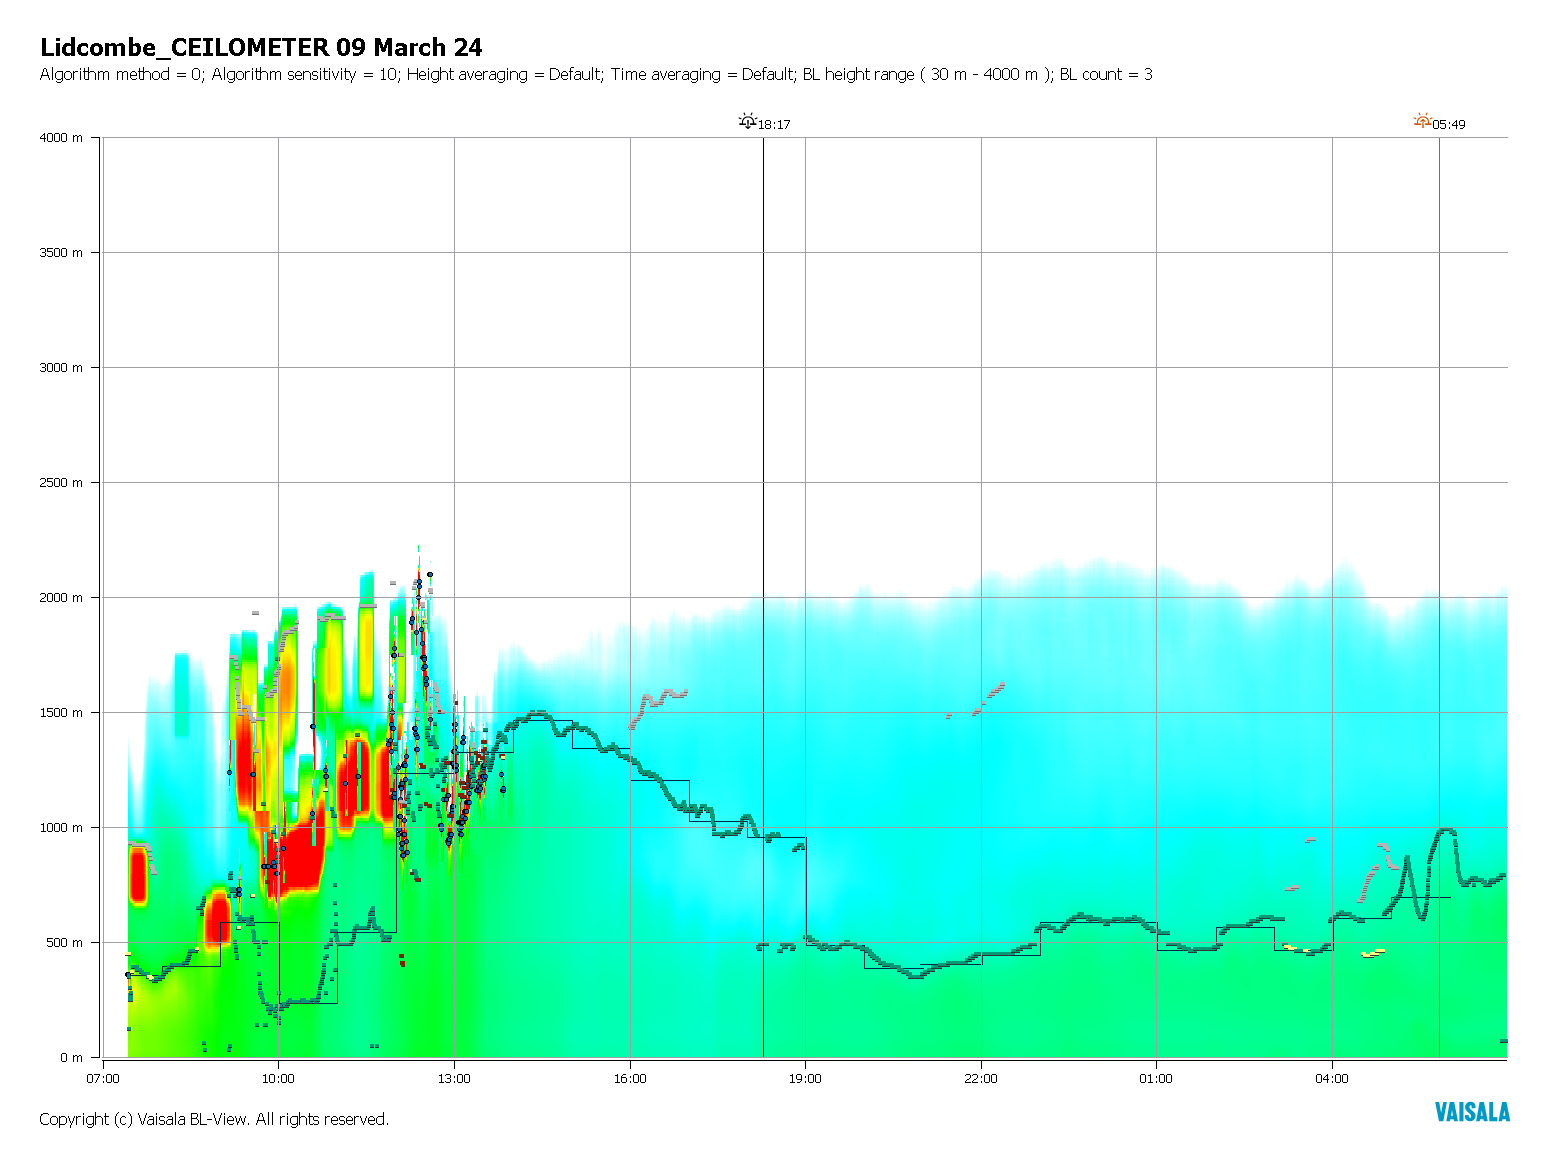 Lidcombe_CEILOMETER 09 March 24
Algorithm method = 0; Algorithm sensitivity = 10; Height averaging = Default; Time averaging = Default; BL height range ( 30 m - 4000 m ); BL count = 3
18:17
05:49
4000 m
3500 m
3000 m
2500 m
2000 m
1500 m
1000 m
500 m
0 m
07:00 10:00 13:00 16:00 19:00 22:00 01:00 04:00
Copyright (c) Vaisala BL-View. All rights reserved.
VAISALA